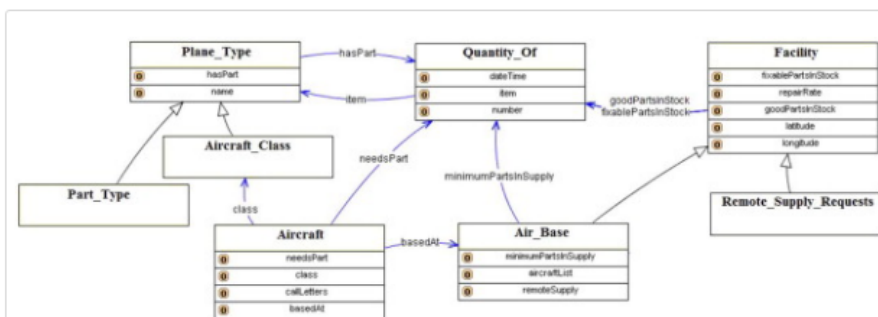 Plane_Type
hasPart
name
hasPart
item
Quantity_Of
dateTime
item
number
goodPartsInStock
fixablePartsInStock
Facility
fixablePartsInStock
repairRate
goodPartsInStock
latitude
longitude
Part_Type
Aircraft_Class
class
needsPart
minimumPartsInSupply
Remote_Supply_Requests
Aircraft
needsPart
class
callLetters
basedAt
basedAt
Air_Base
minimumPartsInSupply
aircraftList
remoteSupply